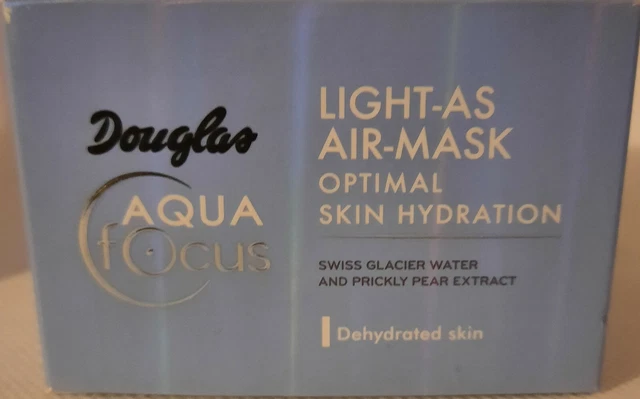 Douglas
AQUA
focus
LIGHT-AS
AIR-MASK
OPTIMAL
SKIN HYDRATION
SWISS GLACIER WATER
AND PRICKLY PEAR EXTRACT
Dehydrated skin